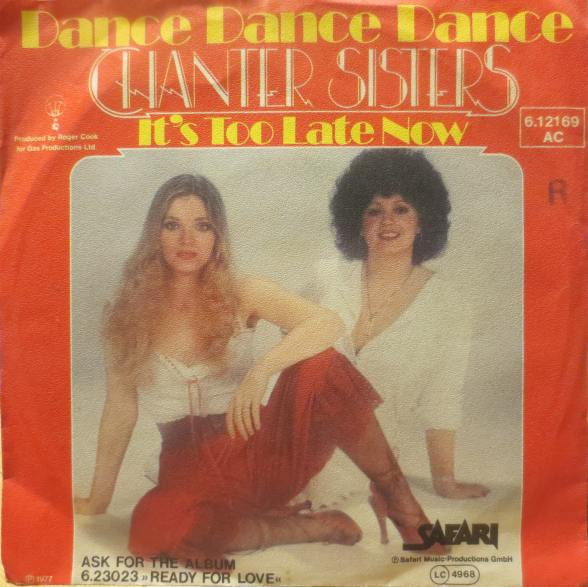 Dance Dance Dance
CHANTER SISTERS
Produced by Roger Cook
for Gas Productions Ltd
It's Too Late Now
6.12169
AC
R
SAFARI
Ⓟ Safari Music-Productions GmbH
ASK FOR THE ALBUM
6.23023 »READY FOR LOVE«
LC 4968
Ⓟ 1977